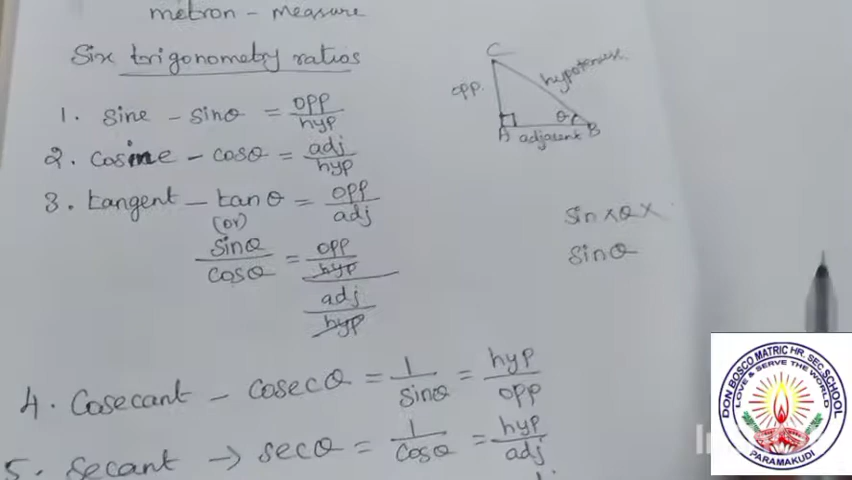 metron - measure
Six trigonometry ratios
1. sine - sinθ = opp/hyp
2. cosine - cosθ = adj/hyp
3. tangent - tanθ = opp/adj
(or)
sinθ/cosθ = opp/hyp / adj/hyp
4. Cosecant - cosecθ = 1/sinθ = hyp/opp
5. secant → secθ = 1/cosθ = hyp/adj
C
opp.
hypotenuse
θ
A adjacent B
sin x θ x
sinθ
DON BOSCO MATRIC HR. SEC SCHOOL
LOVE & SERVE THE WORLD
PARAMAKUDI